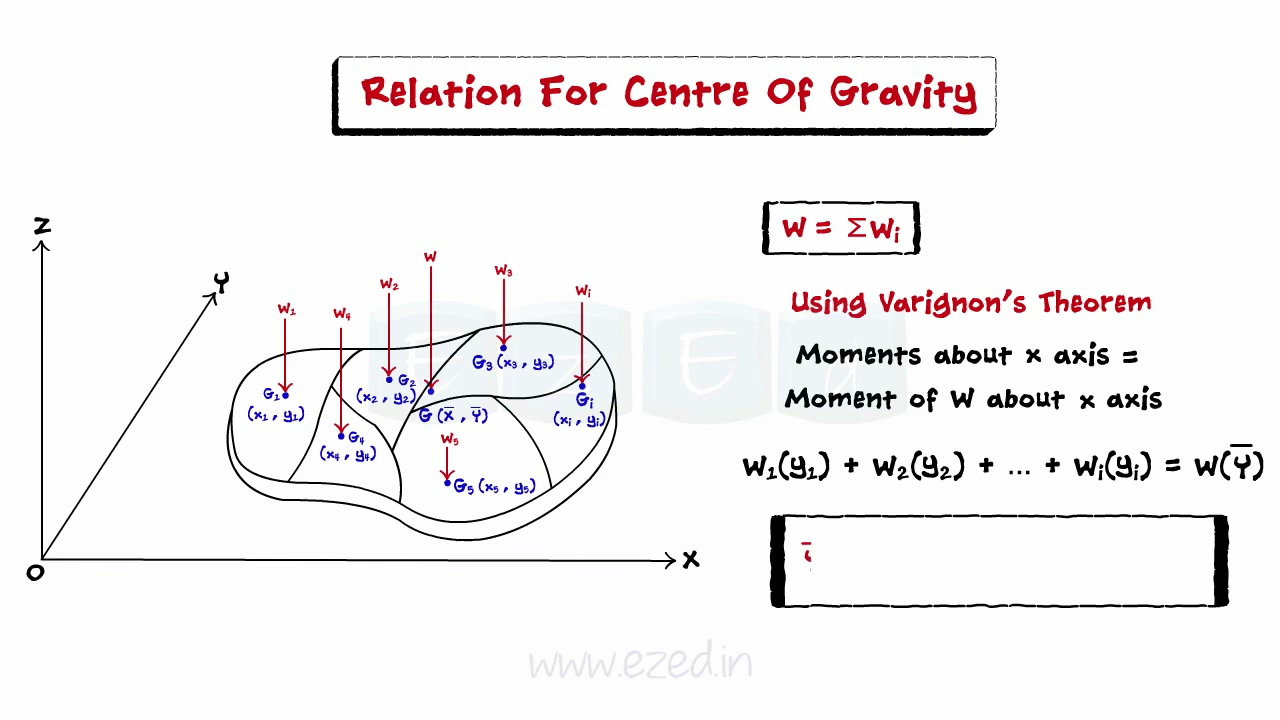 Relation For Centre Of Gravity
Z
Y
X
O
W₁
W₄
W₂
W
W₃
Wᵢ
G₁
(x₁ , y₁)
G₄
(x₄ , y₄)
G₂
(x₂ , y₂)
G (X̅ , Y̅)
G₃ (x₃ , y₃)
Gᵢ
(xᵢ , yᵢ)
W₅
G₅ (x₅ , y₅)
W = ΣWᵢ
Using Varignon's Theorem
Moments about x axis =
Moment of W about x axis
W₁(y₁) + W₂(y₂) + ... + Wᵢ(yᵢ) = W(Y̅)
E Z E d
www.ezed.in